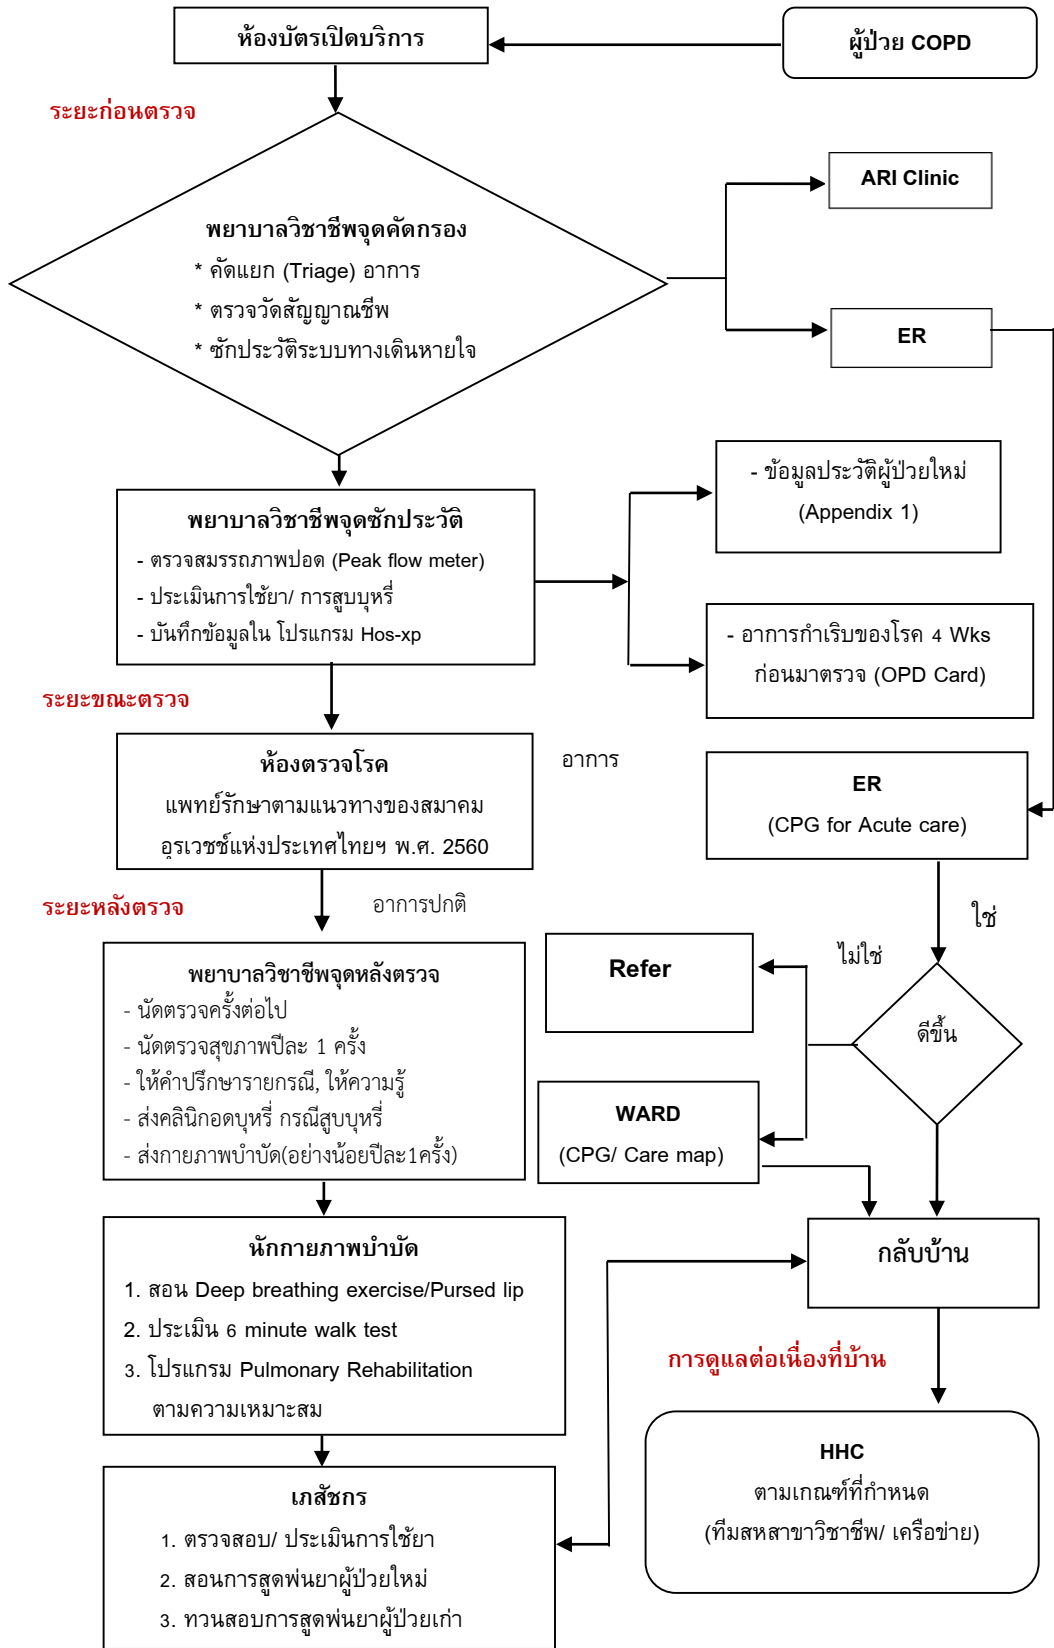 ห้องบัตรเปิดบริการ
ผู้ป่วย COPD
ระยะก่อนตรวจ
ARI Clinic
พยาบาลวิชาชีพจุดคัดกรอง
* คัดแยก (Triage) อาการ
* ตรวจวัดสัญญาณชีพ
* ซักประวัติระบบทางเดินหายใจ
ER
พยาบาลวิชาชีพจุดซักประวัติ
- ตรวจสมรรถภาพปอด (Peak flow meter)
- ประเมินการใช้ยา/ การสูบบุหรี่
- บันทึกข้อมูลใน โปรแกรม Hos-xp
- ข้อมูลประวัติผู้ป่วยใหม่
(Appendix 1)
- อาการกำเริบของโรค 4 Wks
ก่อนมาตรวจ (OPD Card)
ระยะขณะตรวจ
ห้องตรวจโรค
แพทย์รักษาตามแนวทางของสมาคม
อุรเวชช์แห่งประเทศไทยฯ พ.ศ. 2560
อาการ
ER
(CPG for Acute care)
ระยะหลังตรวจ
อาการปกติ
ใช่
ไม่ใช่
ดีขึ้น
Refer
WARD
(CPG/ Care map)
พยาบาลวิชาชีพจุดหลังตรวจ
- นัดตรวจครั้งต่อไป
- นัดตรวจสุขภาพปีละ 1 ครั้ง
- ให้คำปรึกษารายกรณี, ให้ความรู้
- ส่งคลินิกอดบุหรี่ กรณีสูบบุหรี่
- ส่งกายภาพบำบัด(อย่างน้อยปีละ1ครั้ง)
นักกายภาพบำบัด
1. สอน Deep breathing exercise/Pursed lip
2. ประเมิน 6 minute walk test
3. โปรแกรม Pulmonary Rehabilitation
ตามความเหมาะสม
กลับบ้าน
การดูแลต่อเนื่องที่บ้าน
HHC
ตามเกณฑ์ที่กำหนด
(ทีมสหสาขาวิชาชีพ/ เครือข่าย)
เภสัชกร
1. ตรวจสอบ/ ประเมินการใช้ยา
2. สอนการสูดพ่นยาผู้ป่วยใหม่
3. ทวนสอบการสูดพ่นยาผู้ป่วยเก่า